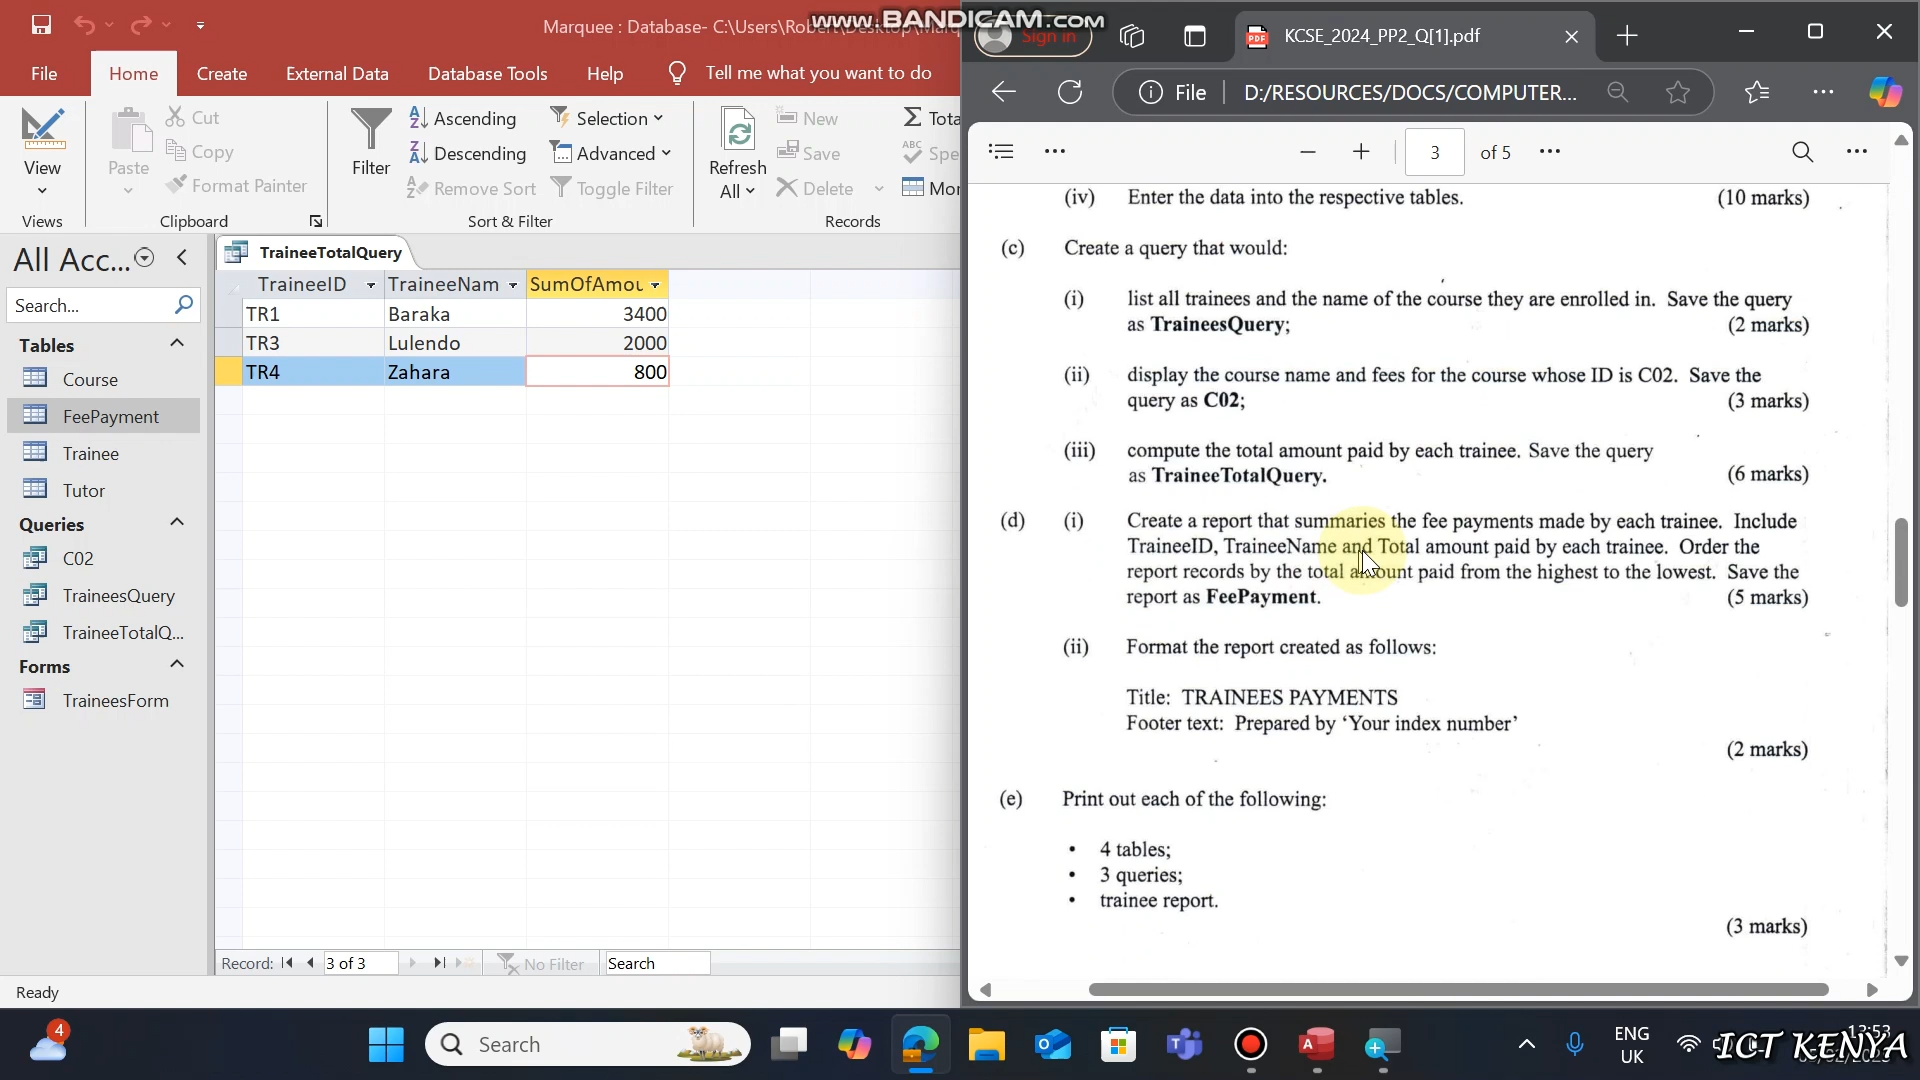 Marquee : Database- C:\Users\Robert\Desktop\Marq
www.BANDICAM.com
Sign in
KCSE_2024_PP2_Q[1].pdf
File
Home
Create
External Data
Database Tools
Help
Tell me what you want to do
File
D:/RESOURCES/DOCS/COMPUTER...
View
Paste
Cut
Copy
Format Painter
Filter
Ascending
Descending
Remove Sort
Selection
Advanced
Toggle Filter
Refresh
All
New
Save
Delete
Tota
Spe
Mor
3 of 5
Views
Clipboard
Sort & Filter
Records
All Acc...
Search...
Tables
Course
FeePayment
Trainee
Tutor
Queries
C02
TraineesQuery
TraineeTotalQ...
Forms
TraineesForm
TraineeTotalQuery
TraineeID TraineeNam SumOfAmou
TR1 Baraka 3400
TR3 Lulendo 2000
TR4 Zahara 800
Record: 3 of 3 No Filter Search
Ready
(iv) Enter the data into the respective tables. (10 marks)
(c) Create a query that would:
(i) list all trainees and the name of the course they are enrolled in. Save the query
as TraineesQuery; (2 marks)
(ii) display the course name and fees for the course whose ID is C02. Save the
query as C02; (3 marks)
(iii) compute the total amount paid by each trainee. Save the query
as TraineeTotalQuery. (6 marks)
(d) (i) Create a report that summaries the fee payments made by each trainee. Include
TraineeID, TraineeName and Total amount paid by each trainee. Order the
report records by the total amount paid from the highest to the lowest. Save the
report as FeePayment. (5 marks)
(ii) Format the report created as follows:
Title: TRAINEES PAYMENTS
Footer text: Prepared by ‘Your index number’
(2 marks)
(e) Print out each of the following:
• 4 tables;
• 3 queries;
• trainee report.
(3 marks)
4
Search
ENG
UK
13:53
ICT KENYA